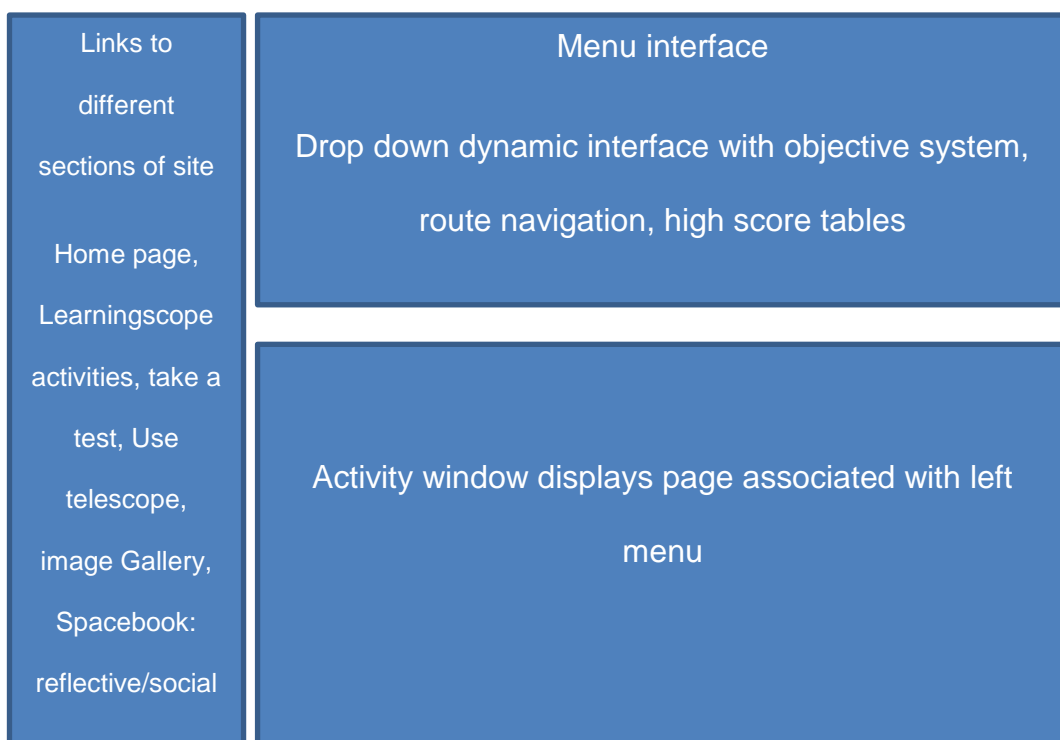 Links to
different
sections of site
Home page,
Learningscope
activities, take a
test, Use
telescope,
image Gallery,
Spacebook:
reflective/social
Menu interface
Drop down dynamic interface with objective system,
route navigation, high score tables
Activity window displays page associated with left
menu